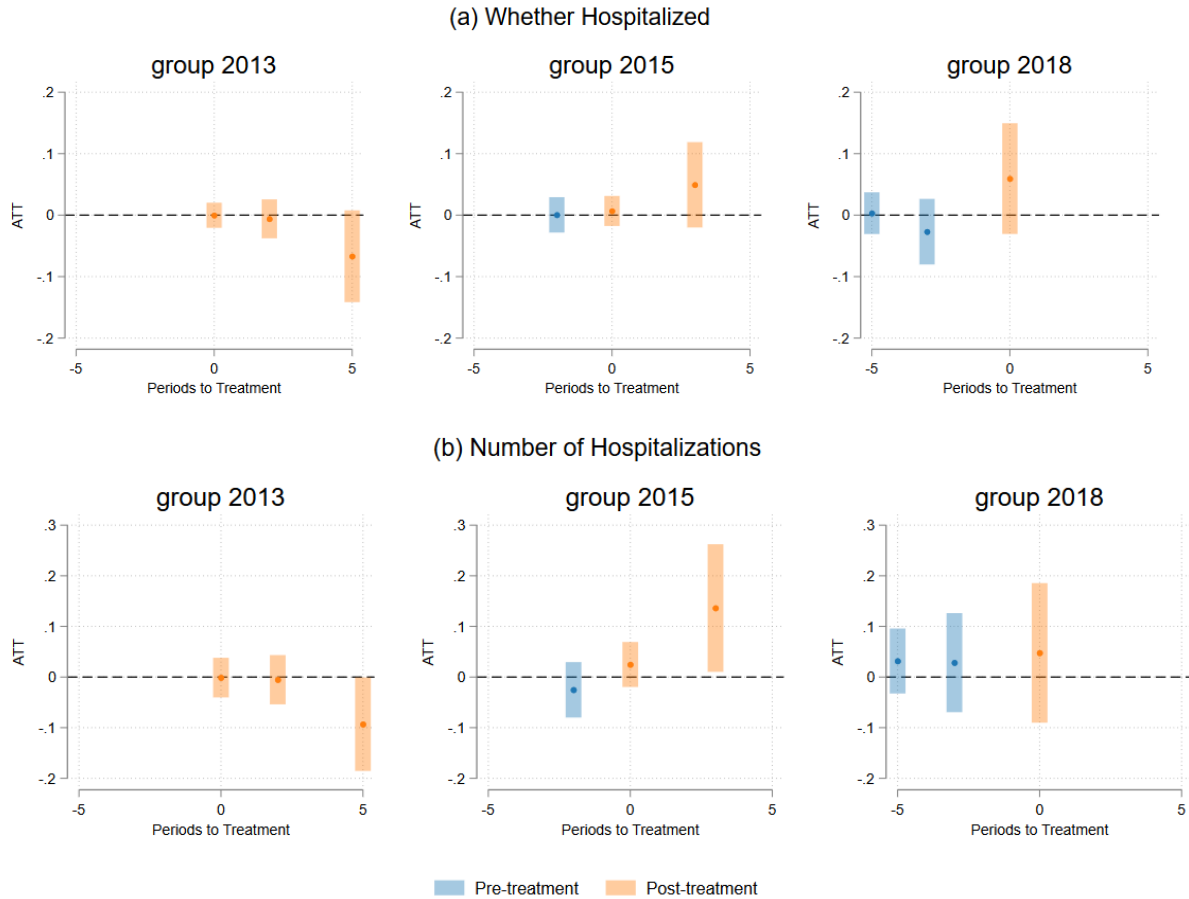 (a) Whether Hospitalized
group 2013
group 2015
group 2018
.2
.1
0
-.1
-.2
ATT
-5
0
5
Periods to Treatment
.2
.1
0
-.1
-.2
ATT
-5
0
5
Periods to Treatment
.2
.1
0
-.1
-.2
ATT
-5
0
5
Periods to Treatment
(b) Number of Hospitalizations
group 2013
group 2015
group 2018
.3
.2
.1
0
-.1
-.2
ATT
-5
0
5
Periods to Treatment
.3
.2
.1
0
-.1
-.2
ATT
-5
0
5
Periods to Treatment
.3
.2
.1
0
-.1
-.2
ATT
-5
0
5
Periods to Treatment
Pre-treatment
Post-treatment